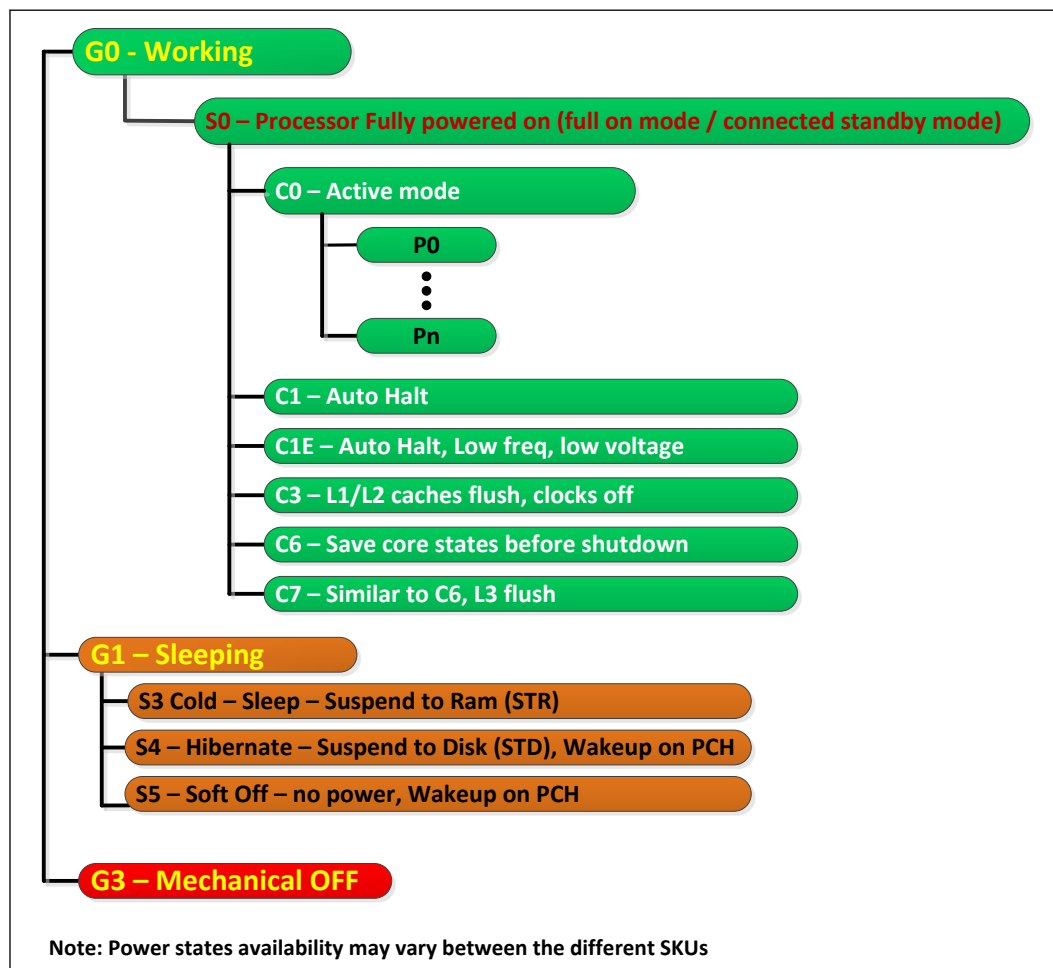 G0 - Working
S0 – Processor Fully powered on (full on mode / connected standby mode)
C0 – Active mode
P0
Pn
C1 – Auto Halt
C1E – Auto Halt, Low freq, low voltage
C3 – L1/L2 caches flush, clocks off
C6 – Save core states before shutdown
C7 – Similar to C6, L3 flush
G1 – Sleeping
S3 Cold – Sleep – Suspend to Ram (STR)
S4 – Hibernate – Suspend to Disk (STD), Wakeup on PCH
S5 – Soft Off – no power, Wakeup on PCH
G3 – Mechanical OFF
Note: Power states availability may vary between the different SKUs